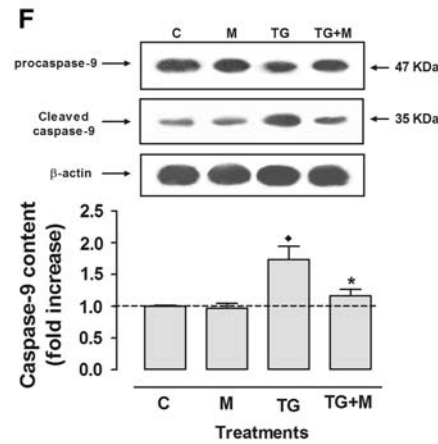 F
C M TG TG+M
procaspase-9 47 KDa
Cleaved
caspase-9 35 KDa
β-actin
Caspase-9 content
(fold increase)
2.5
2.0
1.5
1.0
0.5
0.0
*
C M TG TG+M
Treatments